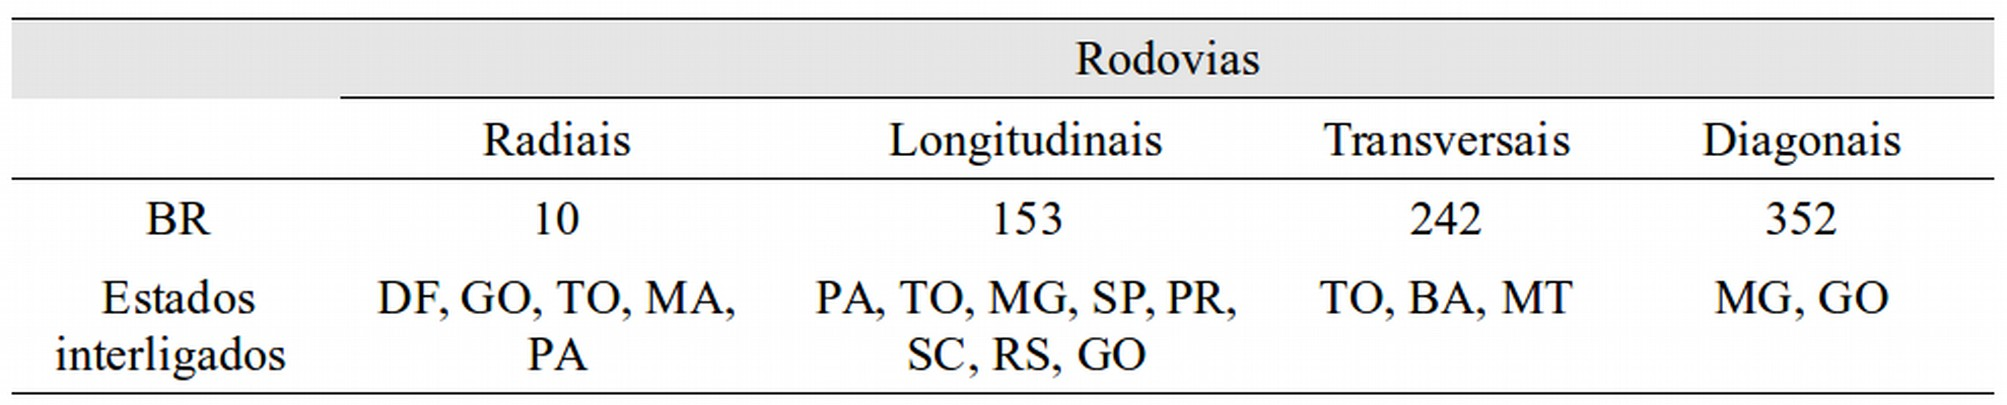 Rodovias
Radiais Longitudinais Transversais Diagonais
BR 10 153 242 352
Estados DF, GO, TO, MA, PA, TO, MG, SP, PR, TO, BA, MT MG, GO
interligados PA SC, RS, GO